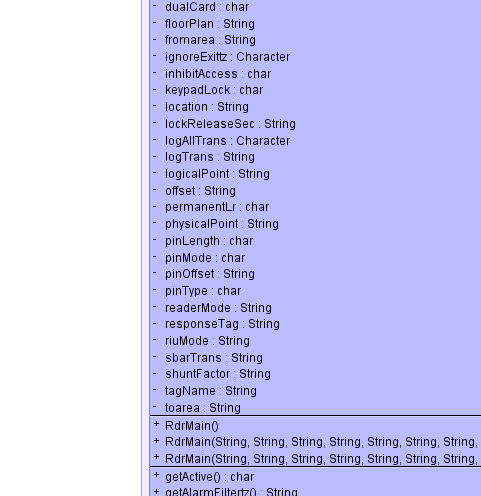 - dualCard : char
- floorPlan : String
- fromarea : String
- ignoreExittz : Character
- inhibitAccess : char
- keypadLock : char
- location : String
- lockReleaseSec : String
- logAllTrans : Character
- logTrans : String
- logicalPoint : String
- offset : String
- permanentLr : char
- physicalPoint : String
- pinLength : char
- pinMode : char
- pinOffset : String
- pinType : char
- readerMode : String
- responseTag : String
- riuMode : String
- sbarTrans : String
- shuntFactor : String
- tagName : String
- toarea : String
+ RdrMain()
+ RdrMain(String, String, String, String, String, String, String,
+ RdrMain(String, String, String, String, String, String, String,
+ getActive() : char
+ getAlarmFiltertz() : String